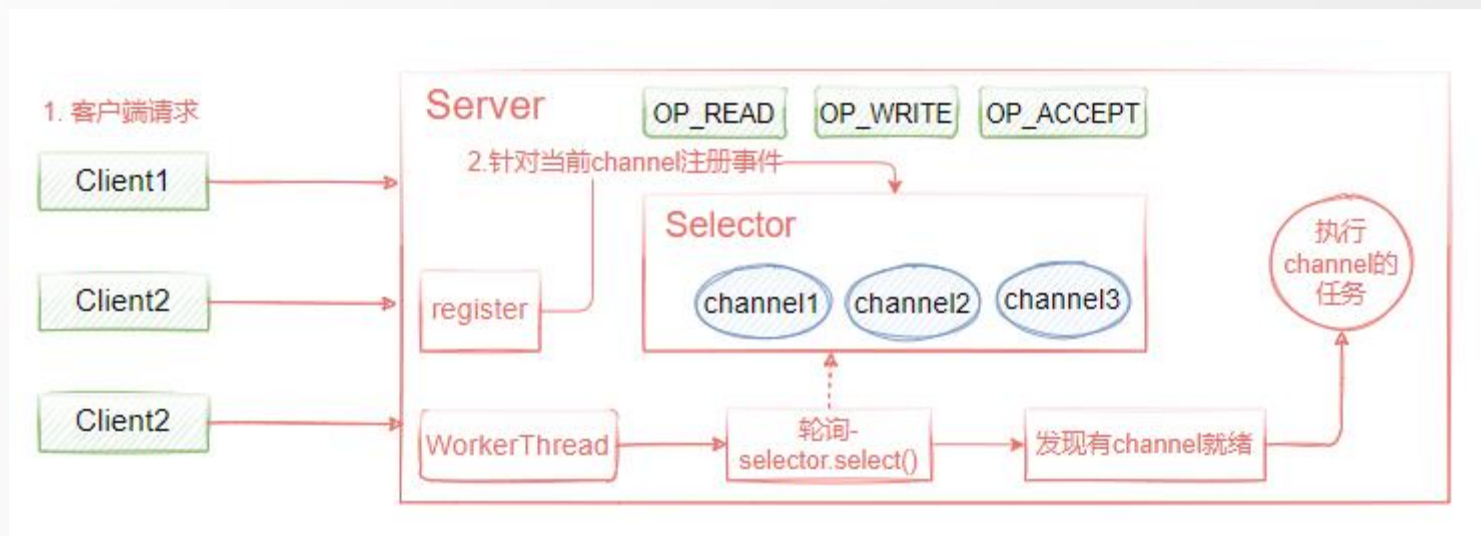 1. 客户端请求
Client1
Client2
Client2
Server
OP_READ
OP_WRITE
OP_ACCEPT
2.针对当前channel注册事件
register
Selector
channel1
channel2
channel3
WorkerThread
轮询-
selector.select()
发现有channel就绪
执行
channel的
任务